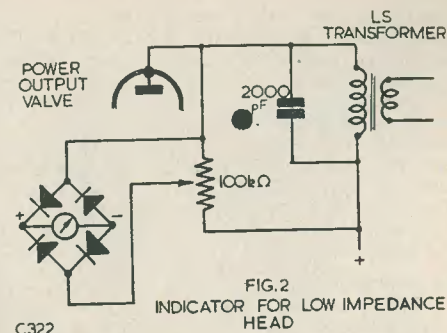 LS
TRANSFORMER
POWER
OUTPUT
VALVE
2000
pF
100kΩ
+
-
+
FIG.2
INDICATOR FOR LOW IMPEDANCE
HEAD
C322